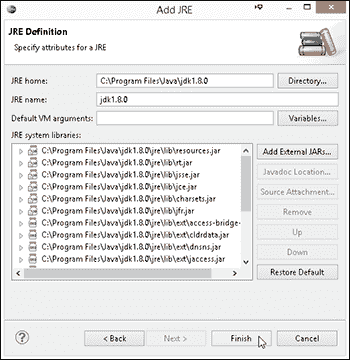 Add JRE
JRE Definition
Specify attributes for a JRE
JRE home: C:\Program Files\Java\jdk1.8.0 Directory...
JRE name: jdk1.8.0
Default VM arguments: Variables...
JRE system libraries:
C:\Program Files\Java\jdk1.8.0\jre\lib\resources.jar
C:\Program Files\Java\jdk1.8.0\jre\lib\rt.jar
C:\Program Files\Java\jdk1.8.0\jre\lib\jsse.jar
C:\Program Files\Java\jdk1.8.0\jre\lib\jce.jar
C:\Program Files\Java\jdk1.8.0\jre\lib\charsets.jar
C:\Program Files\Java\jdk1.8.0\jre\lib\jfr.jar
C:\Program Files\Java\jdk1.8.0\jre\lib\ext\access-bridge-
C:\Program Files\Java\jdk1.8.0\jre\lib\ext\cldrdata.jar
C:\Program Files\Java\jdk1.8.0\jre\lib\ext\dnsns.jar
C:\Program Files\Java\jdk1.8.0\jre\lib\ext\jaccess.jar
Add External JARs...
Javadoc Location...
Source Attachment...
Remove
Up
Down
Restore Default
? < Back Next > Finish Cancel